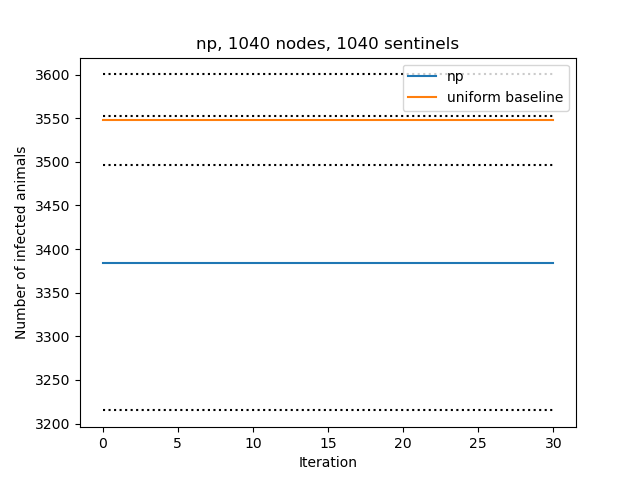 np, 1040 nodes, 1040 sentinels
3600
3550
3500
3450
3400
3350
3300
3250
3200
Number of infected animals
np
uniform baseline
0 5 10 15 20 25 30
Iteration